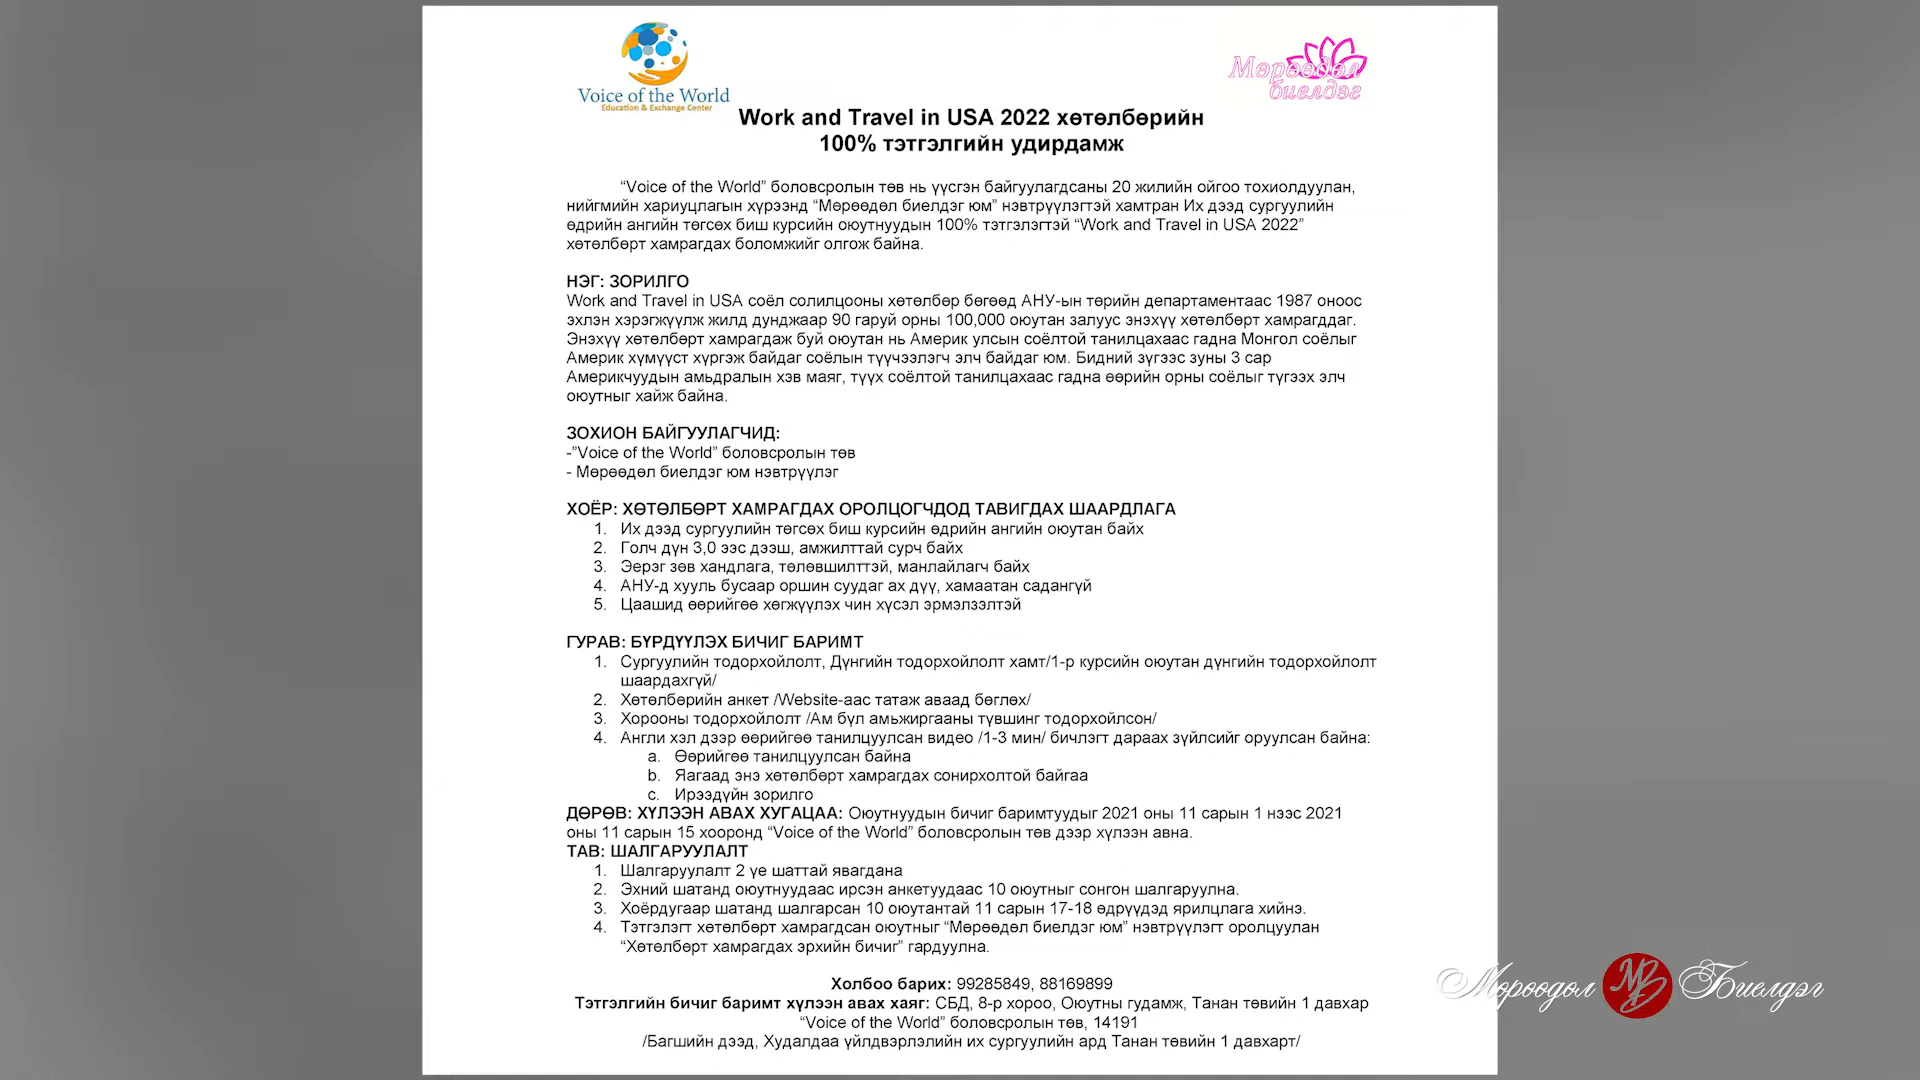 Voice of the World
Education & Exchange Center
Мөрөөдөл
биелдэг
Work and Travel in USA 2022 хөтөлбөрийн
100% тэтгэлгийн удирдамж
“Voice of the World” боловсролын төв нь үүсгэн байгуулагдсаны 20 жилийн ойгоо тохиолдуулан,
нийгмийн хариуцлагын хүрээнд “Мөрөөдөл биелдэг юм” нэвтрүүлэгтэй хамтран Их дээд сургуулийн
өдрийн ангийн төгсөх биш курсийн оюутнуудын 100% тэтгэлэгтэй “Work and Travel in USA 2022”
хөтөлбөрт хамрагдах боломжийг олгож байна.
НЭГ: ЗОРИЛГО
Work and Travel in USA соёл солилцооны хөтөлбөр бөгөөд АНУ-ын төрийн департаментаас 1987 оноос
эхлэн хэрэгжүүлж жилд дунджаар 90 гаруй орны 100,000 оюутан залуус энэхүү хөтөлбөрт хамрагддаг.
Энэхүү хөтөлбөрт хамрагдаж буй оюутан нь Америк улсын соёлтой танилцахаас гадна Монгол соёлыг
Америк хүмүүст хүргэж байдаг соёлын түүчээлэгч элч байдаг юм. Бидний зүгээс зуны 3 сар
Америкчуудын амьдралын хэв маяг, түүх соёлтой танилцахаас гадна өөрийн орны соёлыг түгээх элч
оюутныг хайж байна.
ЗОХИОН БАЙГУУЛАГЧИД:
-”Voice of the World” боловсролын төв
- Мөрөөдөл биелдэг юм нэвтрүүлэг
ХОЁР: ХӨТӨЛБӨРТ ХАМРАГДАХ ОРОЛЦОГЧДОД ТАВИГДАХ ШААРДЛАГА
1. Их дээд сургуулийн төгсөх биш курсийн өдрийн ангийн оюутан байх
2. Голч дүн 3,0 ээс дээш, амжилттай сурч байх
3. Эерэг зөв хандлага, төлөвшилттэй, манлайлагч байх
4. АНУ-д хууль бусаар оршин суудаг ах дүү, хамаатан садангүй
5. Цаашид өөрийгөө хөгжүүлэх чин хүсэл эрмэлзэлтэй
ГУРАВ: БҮРДҮҮЛЭХ БИЧИГ БАРИМТ
1. Сургуулийн тодорхойлолт, Дүнгийн тодорхойлолт хамт/1-р курсийн оюутан дүнгийн тодорхойлолт
шаардахгүй/
2. Хөтөлбөрийн анкет /Website-аас татаж аваад бөглөх/
3. Хорооны тодорхойлолт /Ам бүл амьжиргааны түвшинг тодорхойлсон/
4. Англи хэл дээр өөрийгөө танилцуулсан видео /1-3 мин/ бичлэгт дараах зүйлсийг оруулсан байна:
a. Өөрийгөө танилцуулсан байна
b. Яагаад энэ хөтөлбөрт хамрагдах сонирхолтой байгаа
c. Ирээдүйн зорилго
ДӨРӨВ: ХҮЛЭЭН АВАХ ХУГАЦАА: Оюутнуудын бичиг баримтуудыг 2021 оны 11 сарын 1 нээс 2021
оны 11 сарын 15 хооронд “Voice of the World” боловсролын төв дээр хүлээн авна.
ТАВ: ШАЛГАРУУЛАЛТ
1. Шалгаруулалт 2 үе шаттай явагдана
2. Эхний шатанд оюутнуудаас ирсэн анкетуудаас 10 оюутныг сонгон шалгаруулна.
3. Хоёрдугаар шатанд шалгарсан 10 оюутантай 11 сарын 17-18 өдрүүдэд ярилцлага хийнэ.
4. Тэтгэлэгт хөтөлбөрт хамрагдсан оюутныг “Мөрөөдөл биелдэг юм” нэвтрүүлэгт оролцуулан
“Хөтөлбөрт хамрагдах эрхийн бичиг” гардуулна.
Холбоо барих: 99285849, 88169899
Тэтгэлгийн бичиг баримт хүлээн авах хаяг: СБД, 8-р хороо, Оюутны гудамж, Танан төвийн 1 давхар
“Voice of the World” боловсролын төв, 14191
/Багшийн дээд, Худалдаа үйлдвэрлэлийн их сургуулийн ард Танан төвийн 1 давхарт/
Мөрөөдөл МБ Биелдэг